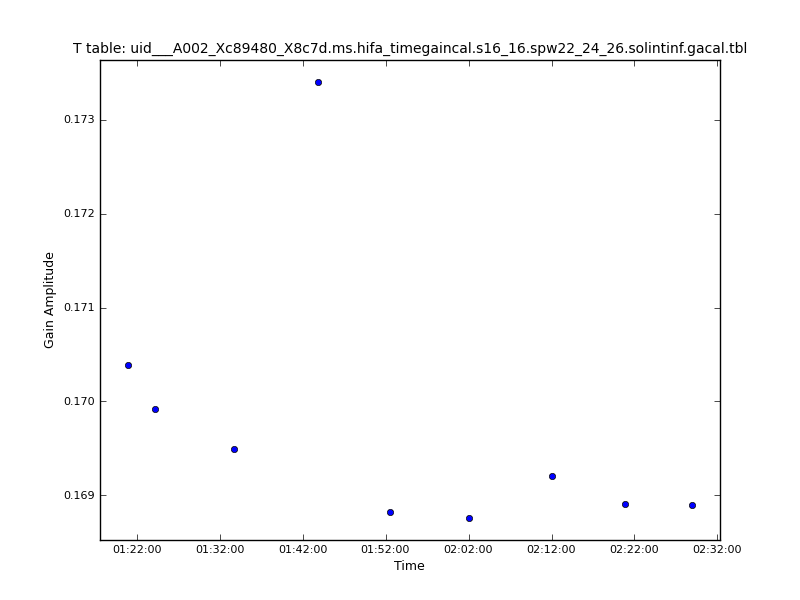 T table: uid___A002_Xc89480_X8c7d.ms.hifa_timegaincal.s16_16.spw22_24_26.solintinf.gacal.tbl
0.173
0.172
0.171
0.170
0.169
Gain Amplitude
01:22:00 01:32:00 01:42:00 01:52:00 02:02:00 02:12:00 02:22:00 02:32:00
Time